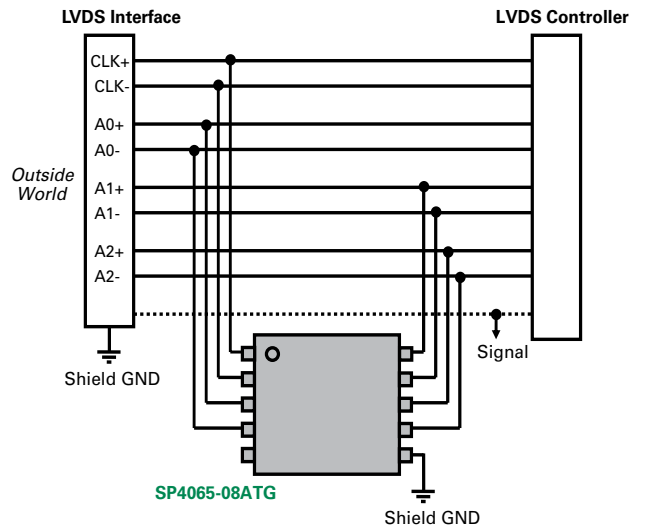 LVDS Interface
LVDS Controller
CLK+
CLK-
A0+
A0-
Outside
World
A1+
A1-
A2+
A2-
Signal
Shield GND
SP4065-08ATG
Shield GND